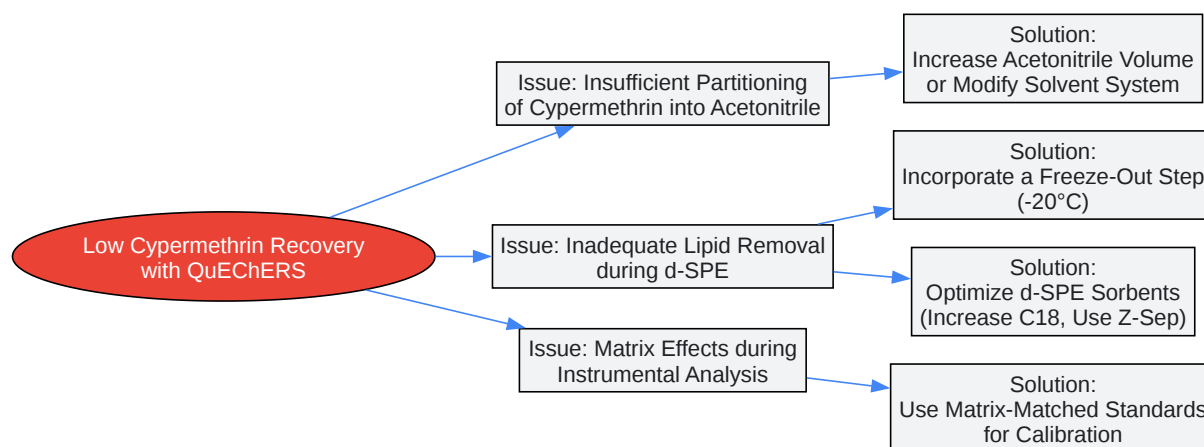 Low Cypermethrin Recovery
with QuEChERS
Issue: Insufficient Partitioning
of Cypermethrin into Acetonitrile
Issue: Inadequate Lipid Removal
during d-SPE
Issue: Matrix Effects during
Instrumental Analysis
Solution:
Increase Acetonitrile Volume
or Modify Solvent System
Solution:
Incorporate a Freeze-Out Step
(-20°C)
Solution:
Optimize d-SPE Sorbents
(Increase C18, Use Z-Sep)
Solution:
Use Matrix-Matched Standards
for Calibration